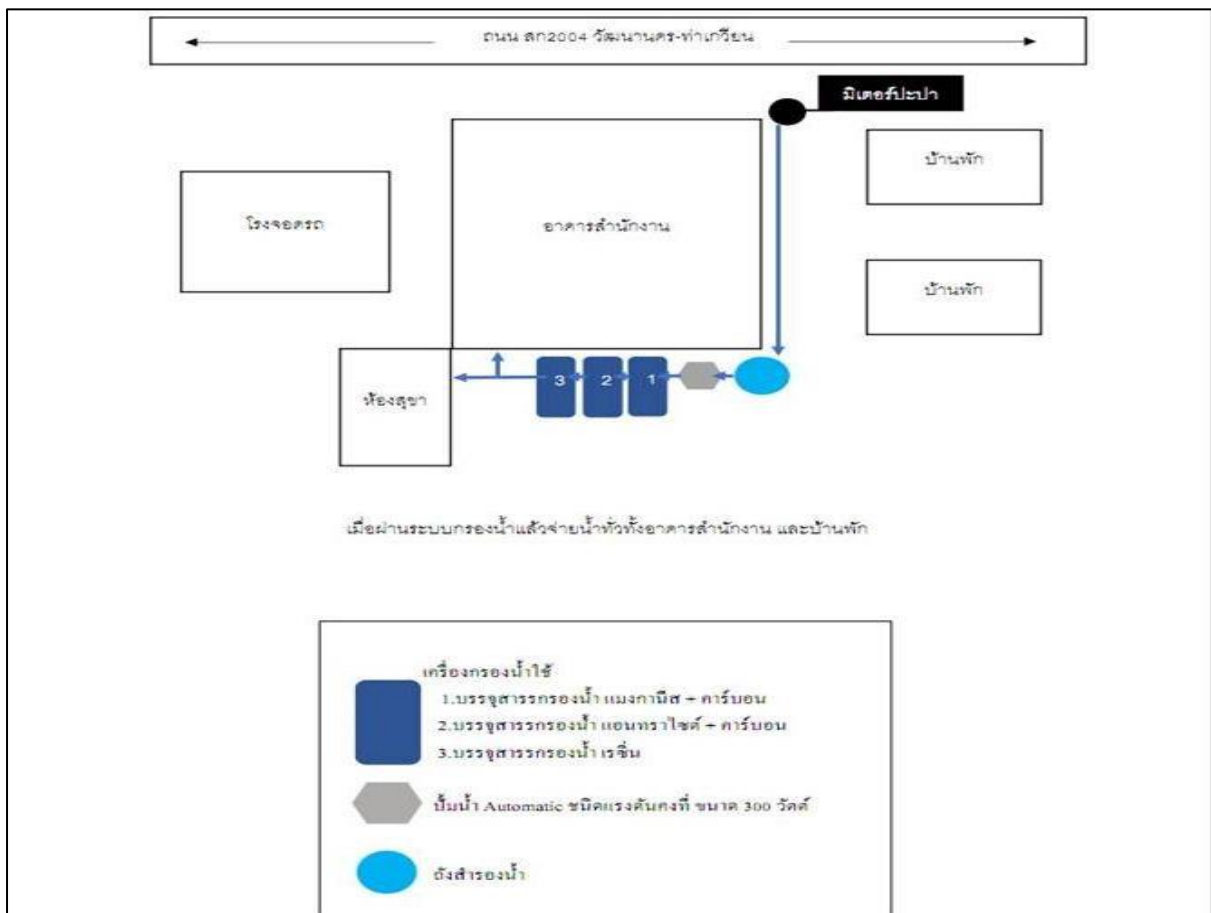 ถนน สก2004 วัฒนานคร-ท่าเกวียน
มิเตอร์ปะปา
บ้านพัก
โรงจอดรถ
อาคารสำนักงาน
บ้านพัก
3 2 1
ห้องสุขา
เมื่อผ่านระบบกรองน้ำแล้วจ่ายน้ำทั่วทั้งอาคารสำนักงาน และบ้านพัก
เครื่องกรองน้ำใช้
1.บรรจุสารรกรองน้ำ แมงกานีส + คาร์บอน
2.บรรจุสารรกรองน้ำ แอนทราไซต์ + คาร์บอน
3.บรรจุสารรกรองน้ำ เรซิ่น
ปั๊มน้ำ Automatic ชนิดแรงดันคงที่ ขนาด 300 วัตต์
ถังสำรองน้ำ